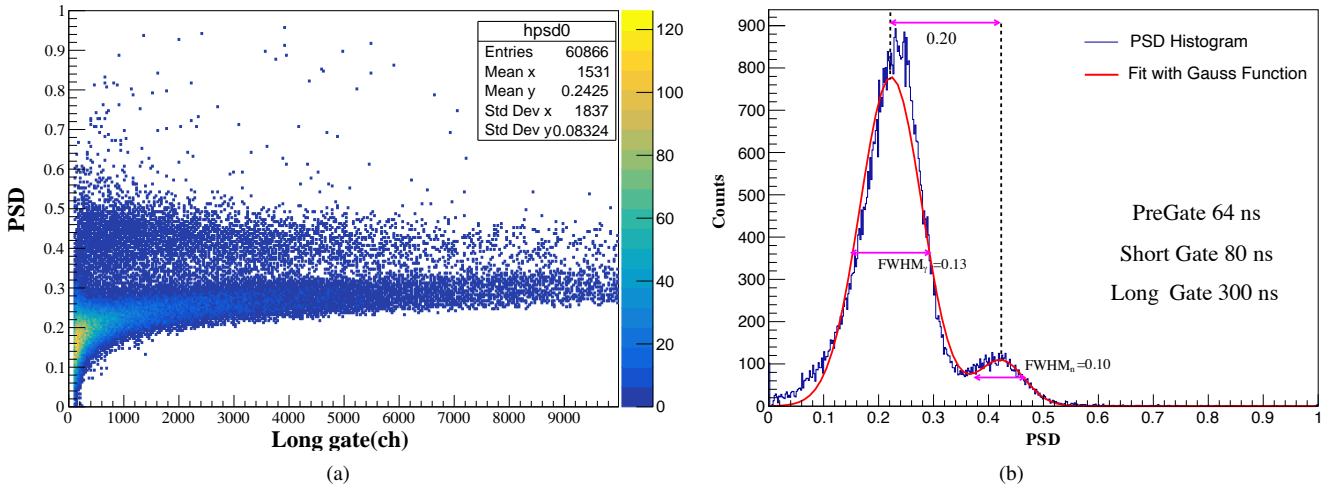 hpsd0
Entries 60866
Mean x 1531
Mean y 0.2425
Std Dev x 1837
Std Dev y 0.08324
1
0.9
0.8
0.7
0.6
0.5
0.4
0.3
0.2
0.1
0
PSD
0 1000 2000 3000 4000 5000 6000 7000 8000 9000
Long gate(ch)
120
100
80
60
40
20
0
(a)
900
800
700
600
500
400
300
200
100
0
Counts
0.20
PSD Histogram
Fit with Gauss Function
FWHMγ=0.13
FWHMn=0.10
PreGate 64 ns
Short Gate 80 ns
Long Gate 300 ns
0 0.1 0.2 0.3 0.4 0.5 0.6 0.7 0.8 0.9 1
PSD
(b)